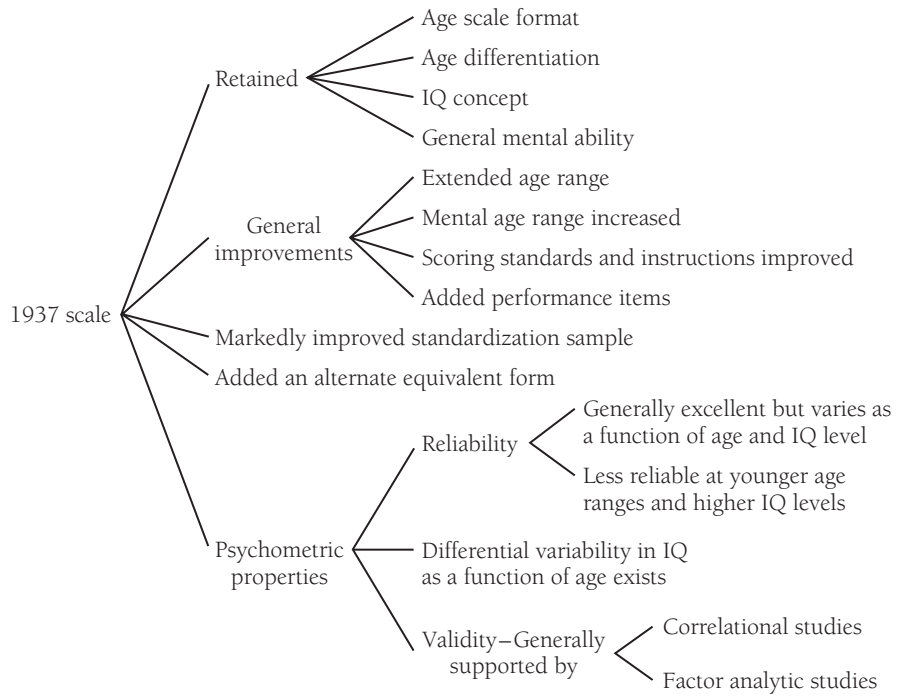 1937 scale
Retained
Age scale format
Age differentiation
IQ concept
General mental ability
General
improvements
Extended age range
Mental age range increased
Scoring standards and instructions improved
Added performance items
Markedly improved standardization sample
Added an alternate equivalent form
Psychometric
properties
Reliability
Generally excellent but varies as
a function of age and IQ level
Less reliable at younger age
ranges and higher IQ levels
Differential variability in IQ
as a function of age exists
Validity–Generally
supported by
Correlational studies
Factor analytic studies